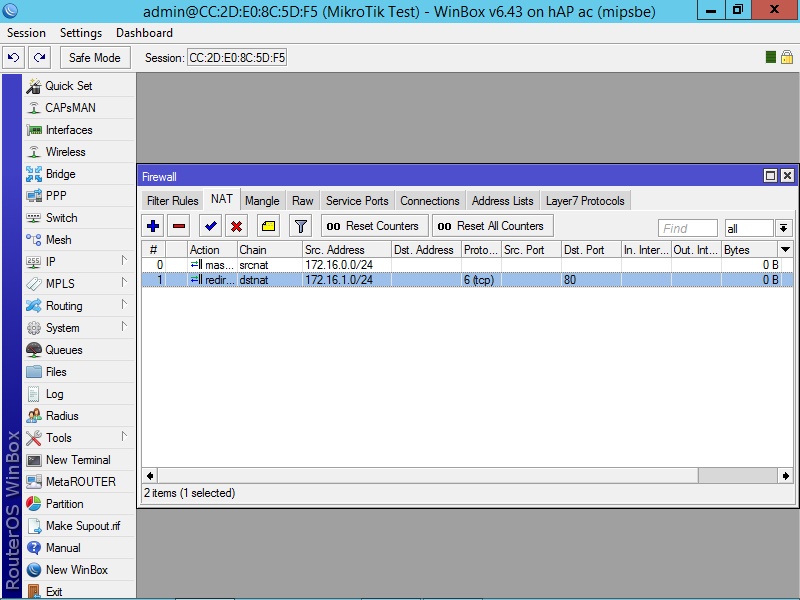 admin@CC:2D:E0:8C:5D:F5 (MikroTik Test) - WinBox v6.43 on hAP ac (mipsbe)
Session Settings Dashboard
Safe Mode Session: CC:2D:E0:8C:5D:F5
Quick Set
CAPsMAN
Interfaces
Wireless
Bridge
PPP
Switch
Mesh
IP
MPLS
Routing
System
Queues
Files
Log
Radius
Tools
New Terminal
MetaROUTER
Partition
Make Supout.rif
Manual
New WinBox
Exit
RouterOS WinBox
Firewall
Filter Rules NAT Mangle Raw Service Ports Connections Address Lists Layer7 Protocols
00 Reset Counters 00 Reset All Counters Find all
# Action Chain Src. Address Dst. Address Proto... Src. Port Dst. Port In. Inter... Out. Int... Bytes
0 mas... srcnat 172.16.0.0/24 0 B
1 redir... dstnat 172.16.1.0/24 6 (tcp) 80 0 B
2 items (1 selected)